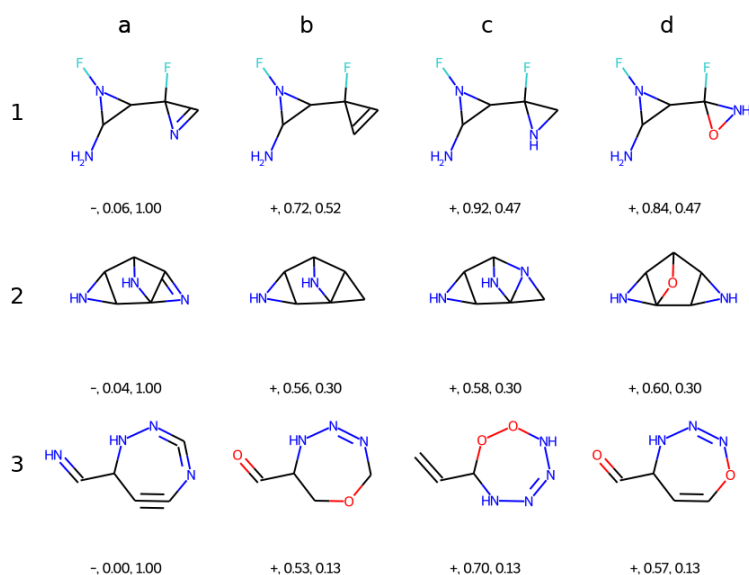 a b c d
1
F F N N NH₂
F F N NH₂
F F N N H H₂N
F F N NH O H₂N
−, 0.06, 1.00 +, 0.72, 0.52 +, 0.92, 0.47 +, 0.84, 0.47
2
HN HN N
HN HN
HN HN N
HN O NH
−, 0.04, 1.00 +, 0.56, 0.30 +, 0.58, 0.30 +, 0.60, 0.30
3
HN HN N N
O HN N N O
O O NH N N HN
O HN N N O
−, 0.00, 1.00 +, 0.53, 0.13 +, 0.70, 0.13 +, 0.57, 0.13